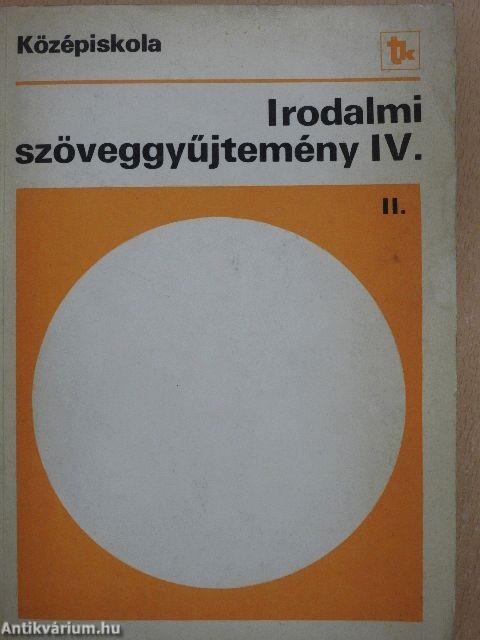 Középiskola
tk
Irodalmi
szöveggyűjtemény IV.
II.
Antikvárium.hu